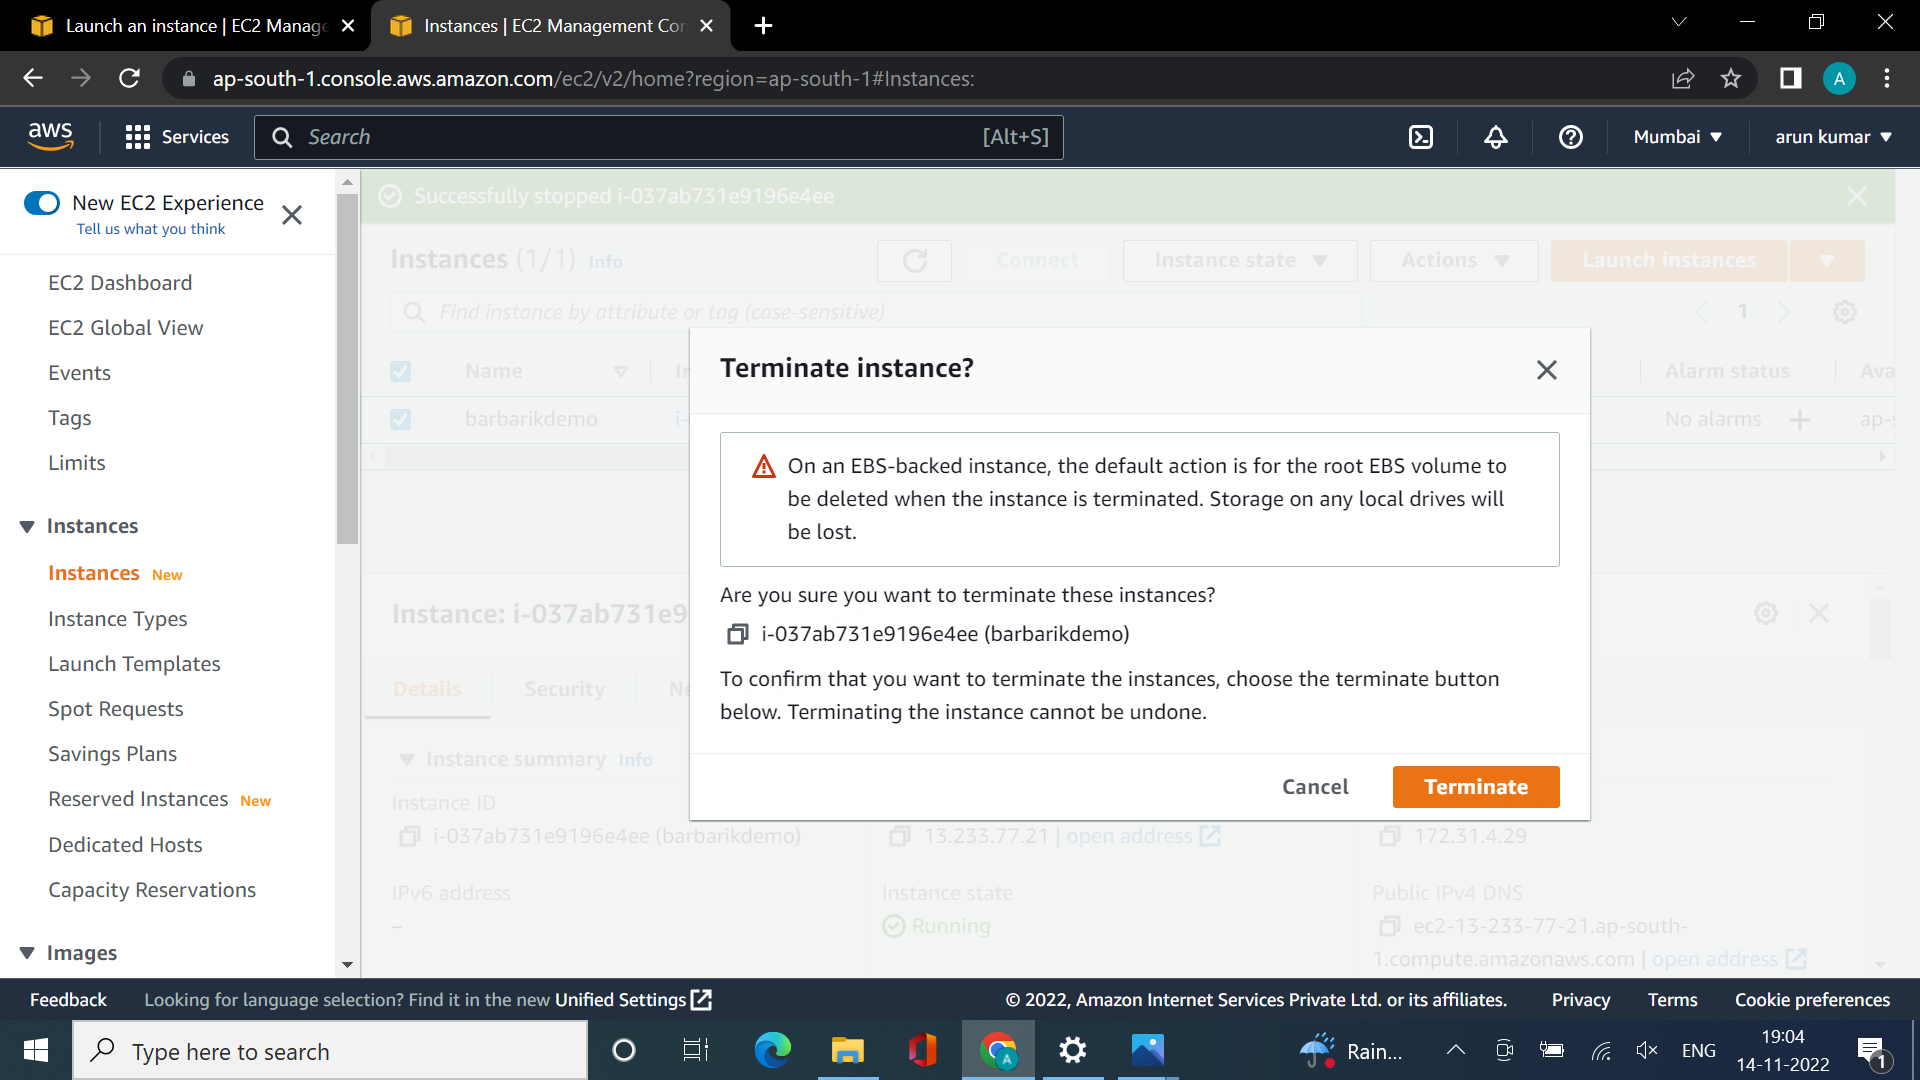 Launch an instance | EC2 Manage
Instances | EC2 Management Con
ap-south-1.console.aws.amazon.com/ec2/v2/home?region=ap-south-1#Instances:
A
aws
Services
Search
[Alt+S]
Mumbai
arun kumar
New EC2 Experience
Tell us what you think
EC2 Dashboard
EC2 Global View
Events
Tags
Limits
Instances
Instances New
Instance Types
Launch Templates
Spot Requests
Savings Plans
Reserved Instances New
Dedicated Hosts
Capacity Reservations
Images
Successfully stopped i-037ab731e9196e4ee
Instances (1/1) Info
Connect
Instance state
Actions
Launch instances
Find instance by attribute or tag (case-sensitive)
1
Name
Alarm status
Ava
barbarikdemo
i-
No alarms
ap-s
Terminate instance?
On an EBS-backed instance, the default action is for the root EBS volume to
be deleted when the instance is terminated. Storage on any local drives will
be lost.
Are you sure you want to terminate these instances?
i-037ab731e9196e4ee (barbarikdemo)
To confirm that you want to terminate the instances, choose the terminate button
below. Terminating the instance cannot be undone.
Cancel
Terminate
Instance: i-037ab731e9
Details
Security
Ne
Instance summary Info
Instance ID
i-037ab731e9196e4ee (barbarikdemo)
13.233.77.21 | open address
172.31.4.29
IPv6 address
–
Instance state
Running
Public IPv4 DNS
ec2-13-233-77-21.ap-south-
1.compute.amazonaws.com | open address
Feedback
Looking for language selection? Find it in the new Unified Settings
© 2022, Amazon Internet Services Private Ltd. or its affiliates.
Privacy
Terms
Cookie preferences
Type here to search
A
Rain...
ENG
19:04
14-11-2022
1